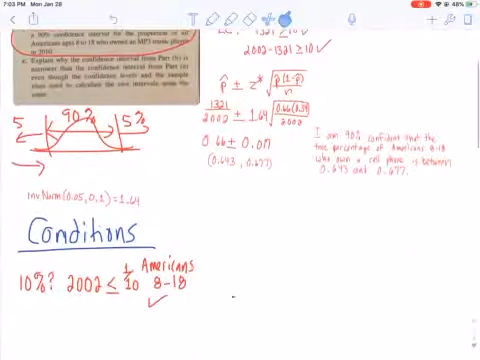 7:03 PM Mon Jan 28
48%
a 90% confidence interval for the proportion of all
American ages 8 to 18 who owned an MP3 music player
in 2010.
c. Explain why the confidence interval from Part (b) is
narrower than the confidence interval from Part (a)
even though the confidence levels and the sample
sizes used to calculate the two intervals were the
same.
1321 ≥ 10 ✓
2002-1321 ≥ 10 ✓
p̂ ± z* √(p(1-p)/n)
1321/2002 ± 1.64 √(0.66(0.34)/2002)
0.66 ± 0.017
(0.643, 0.677)
I am 90% confident that the
true percentage of Americans 8-18
who own a cell phone is between
0.643 and 0.677.
5 90% 5%
invNorm(0.05, 0, 1) = 1.64
Conditions
10%? 2002 ≤ 1/10 Americans 8-18 ✓